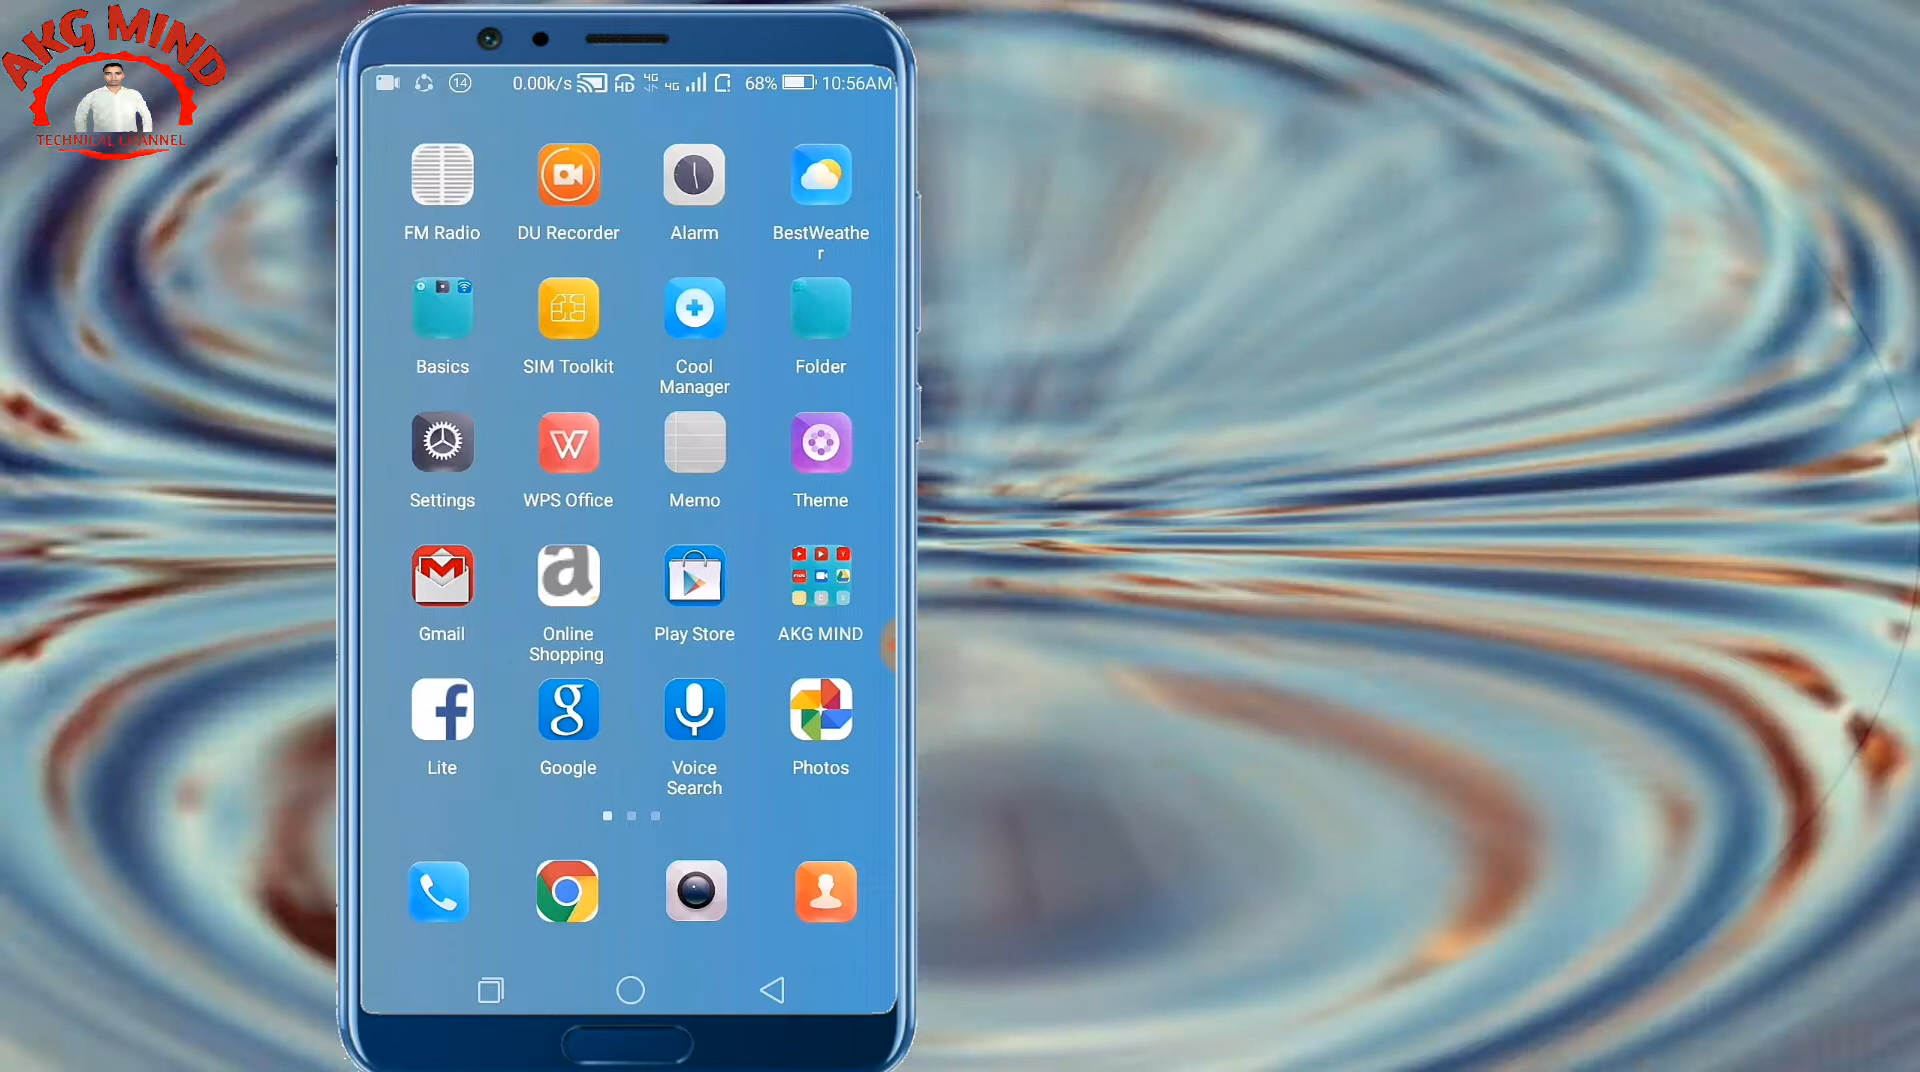 AKG MIND
TECHNICAL CHANNEL
14 0.00k/s HD 4G 4G 68% 10:56AM
FM Radio DU Recorder Alarm BestWeathe
r
Basics SIM Toolkit Cool Folder
Manager
Settings WPS Office Memo Theme
Gmail Online Play Store AKG MIND
Shopping
Lite Google Voice Photos
Search